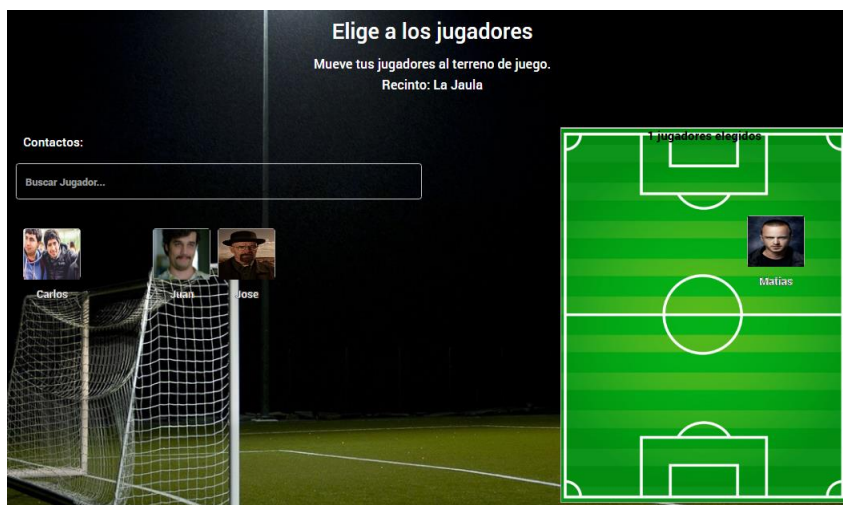 Elige a los jugadores
Mueve tus jugadores al terreno de juego.
Recinto: La Jaula
Contactos:
1 jugadores elegidos
Buscar Jugador...
Matias
Carlos
Juan
Jose